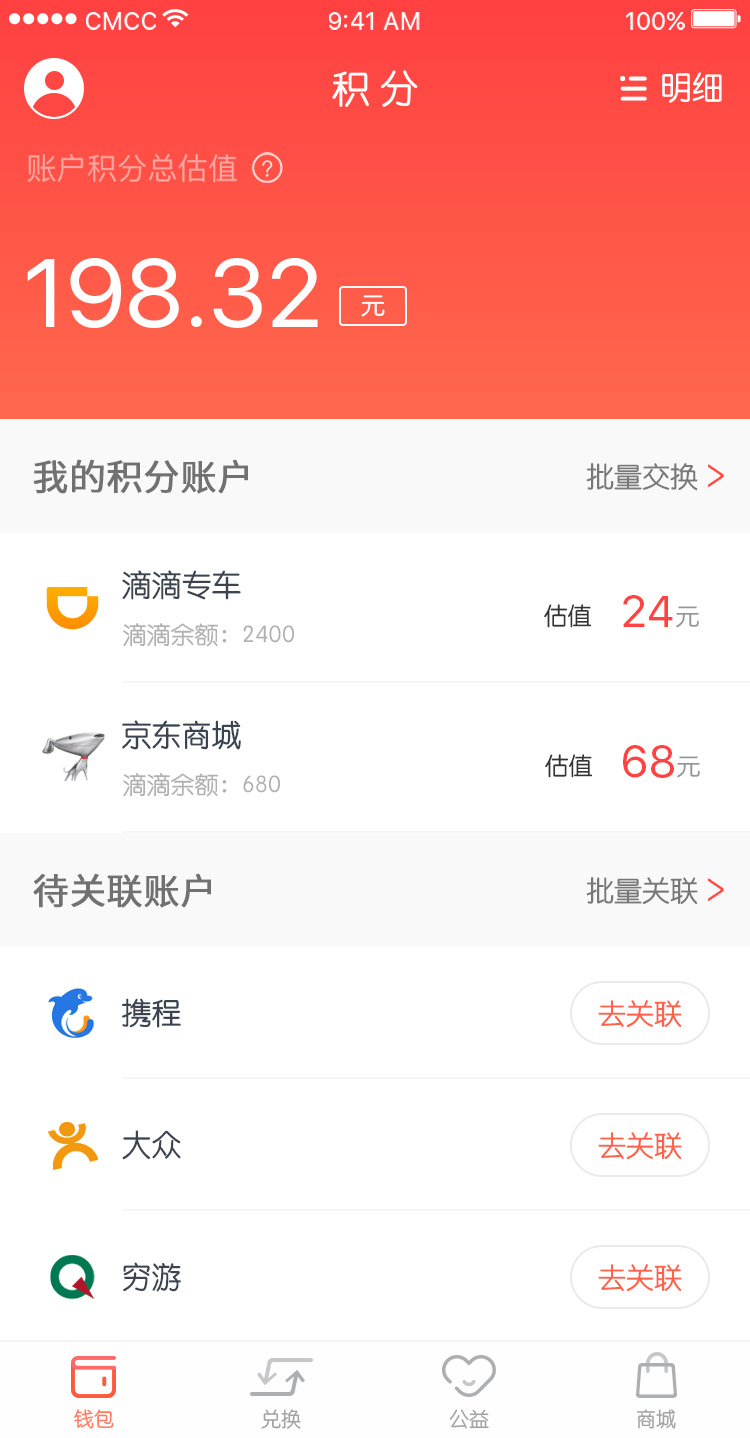 CMCC 9:41 AM 100%
积分 明细
账户积分总估值 ?
198.32 元
我的积分账户 批量交换 >
滴滴专车
滴滴余额：2400
估值 24元
京东商城
滴滴余额：680
估值 68元
待关联账户 批量关联 >
携程 去关联
大众 去关联
穷游 去关联
钱包 兑换 公益 商城